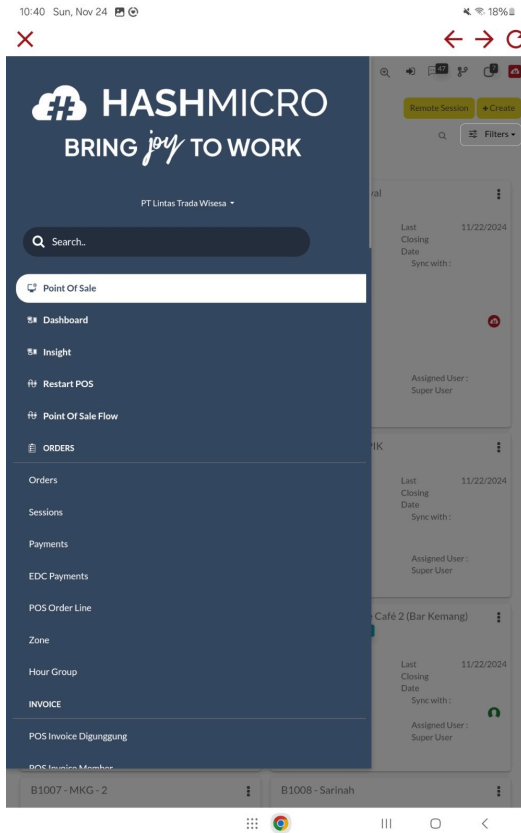 10:40 Sun, Nov 24
18%
47
7
HASHMICRO
BRING joy TO WORK
Remote Session
+ Create
Filters
PT Lintas Trada Wisesa
Search..
Point Of Sale
Dashboard
Insight
Restart POS
Point Of Sale Flow
ORDERS
Orders
Sessions
Payments
EDC Payments
POS Order Line
Zone
Hour Group
INVOICE
POS Invoice Digunggung
POS Invoice Member
val
Last Closing Date
11/22/2024
Sync with :
Assigned User :
Super User
PIK
Last Closing Date
11/22/2024
Sync with :
Assigned User :
Super User
Café 2 (Bar Kemang)
Last Closing Date
11/22/2024
Sync with :
Assigned User :
Super User
B1007 - MKG - 2
B1008 - Sarinah